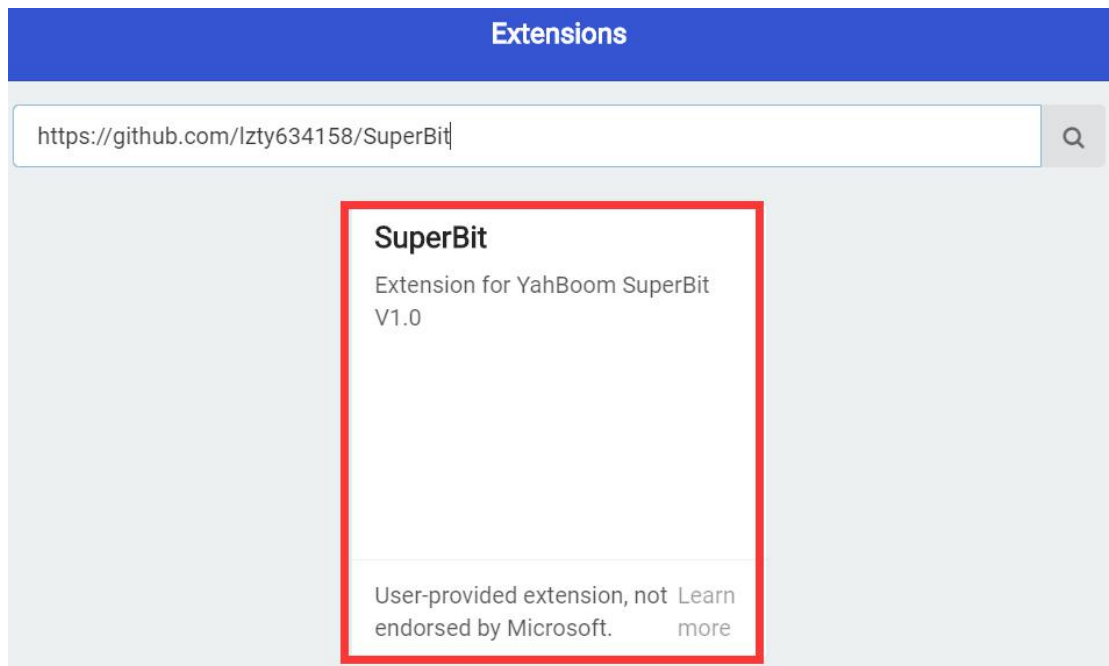 Extensions
https://github.com/lzty634158/SuperBit
SuperBit
Extension for YahBoom SuperBit
V1.0
User-provided extension, not
endorsed by Microsoft.
Learn
more